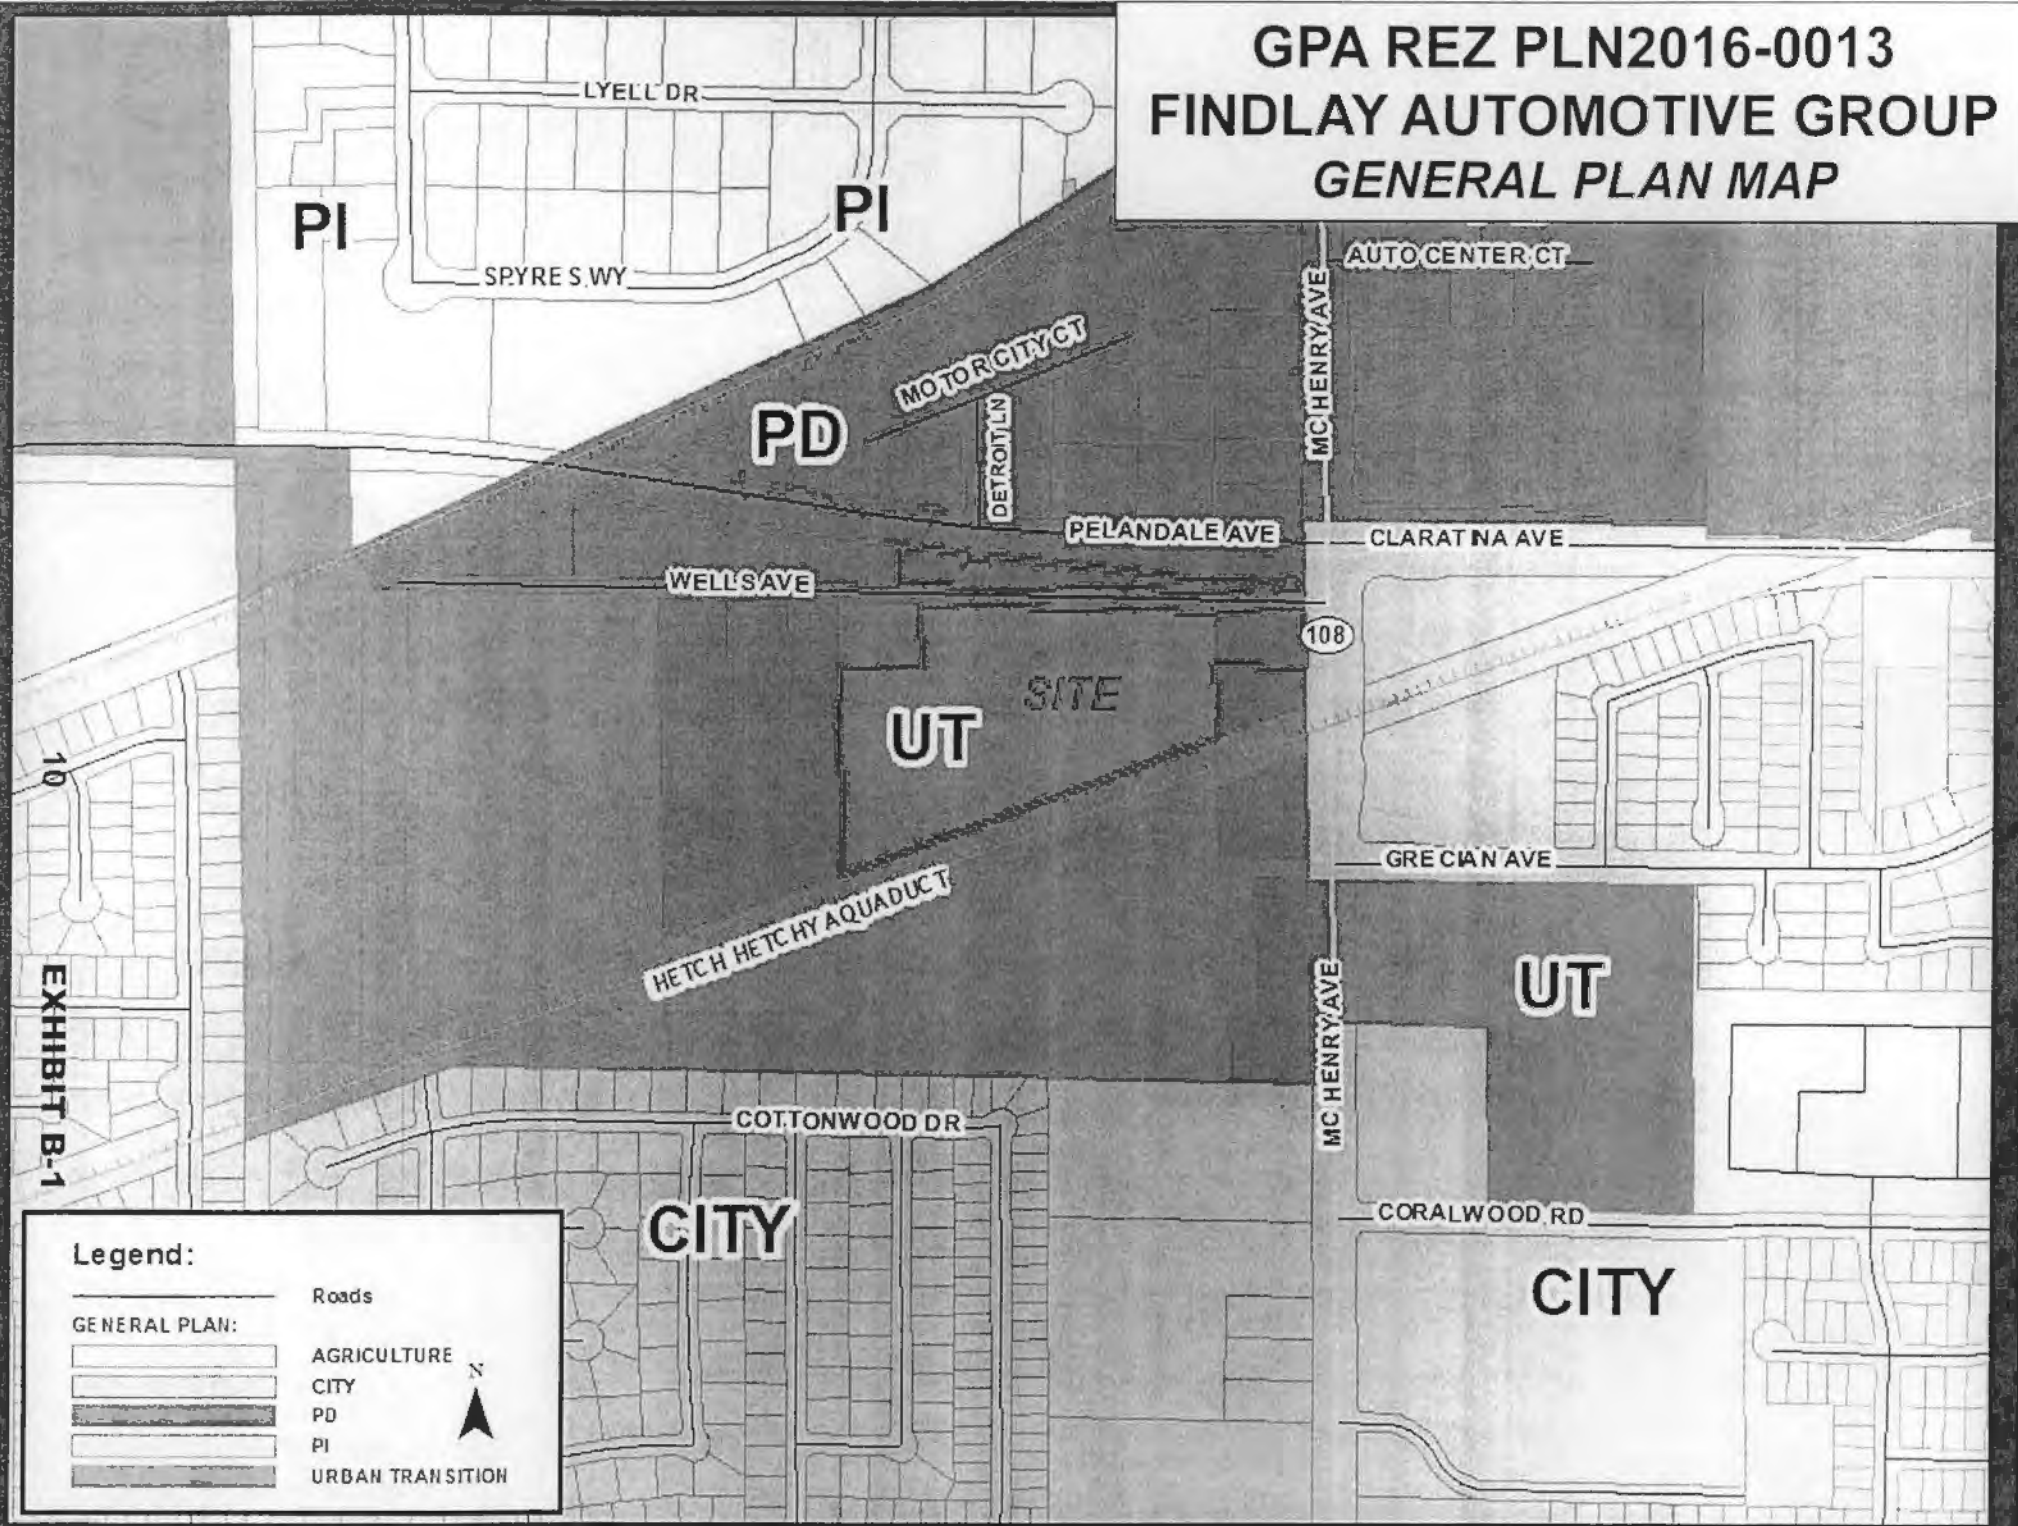 GPA REZ PLN2016-0013
FINDLAY AUTOMOTIVE GROUP
GENERAL PLAN MAP
LYELL DR
PI
PI
SPYRES WY
AUTO CENTER CT
MC HENRY AVE
MOTOR CITY CT
PD
DETROIT LN
PELANDALE AVE
CLARATINA AVE
WELLS AVE
108
SITE
UT
10
GRECIAN AVE
HETCH HETCHY AQUADUCT
UT
EXHIBIT B-1
MC HENRY AVE
COTTONWOOD DR
CITY
CORALWOOD RD
CITY
Legend:
Roads
GENERAL PLAN:
AGRICULTURE
N
CITY
PD
PI
URBAN TRANSITION